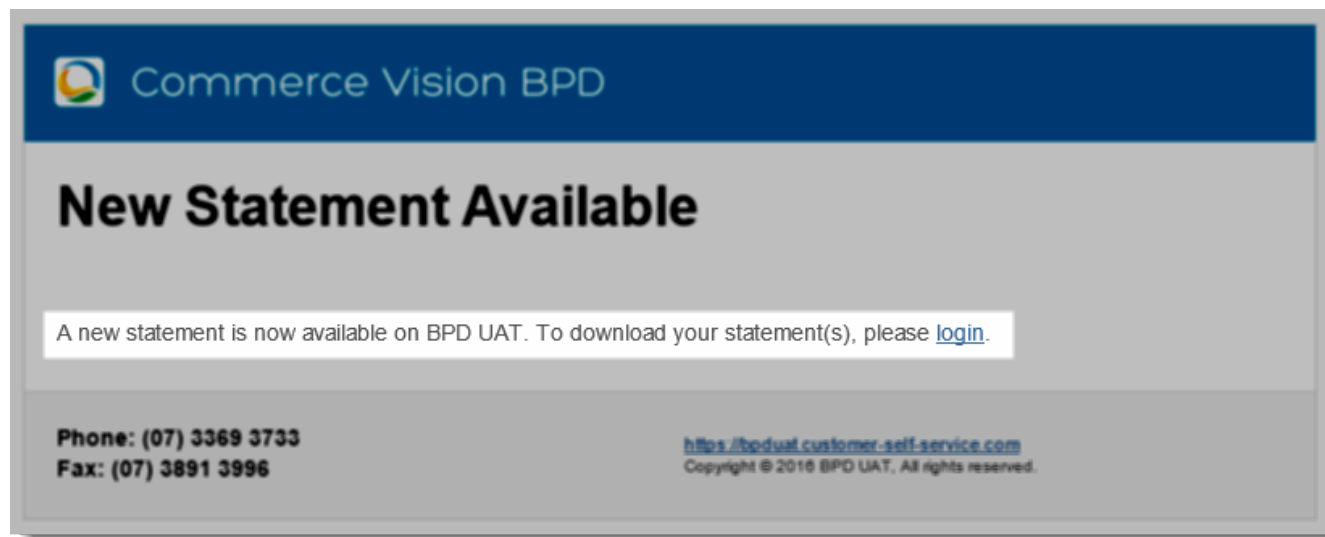 Commerce Vision BPD
New Statement Available
A new statement is now available on BPD UAT. To download your statement(s), please login.
Phone: (07) 3369 3733
Fax: (07) 3891 3996
https://bpduat.customer-self-service.com
Copyright © 2016 BPD UAT, All rights reserved.